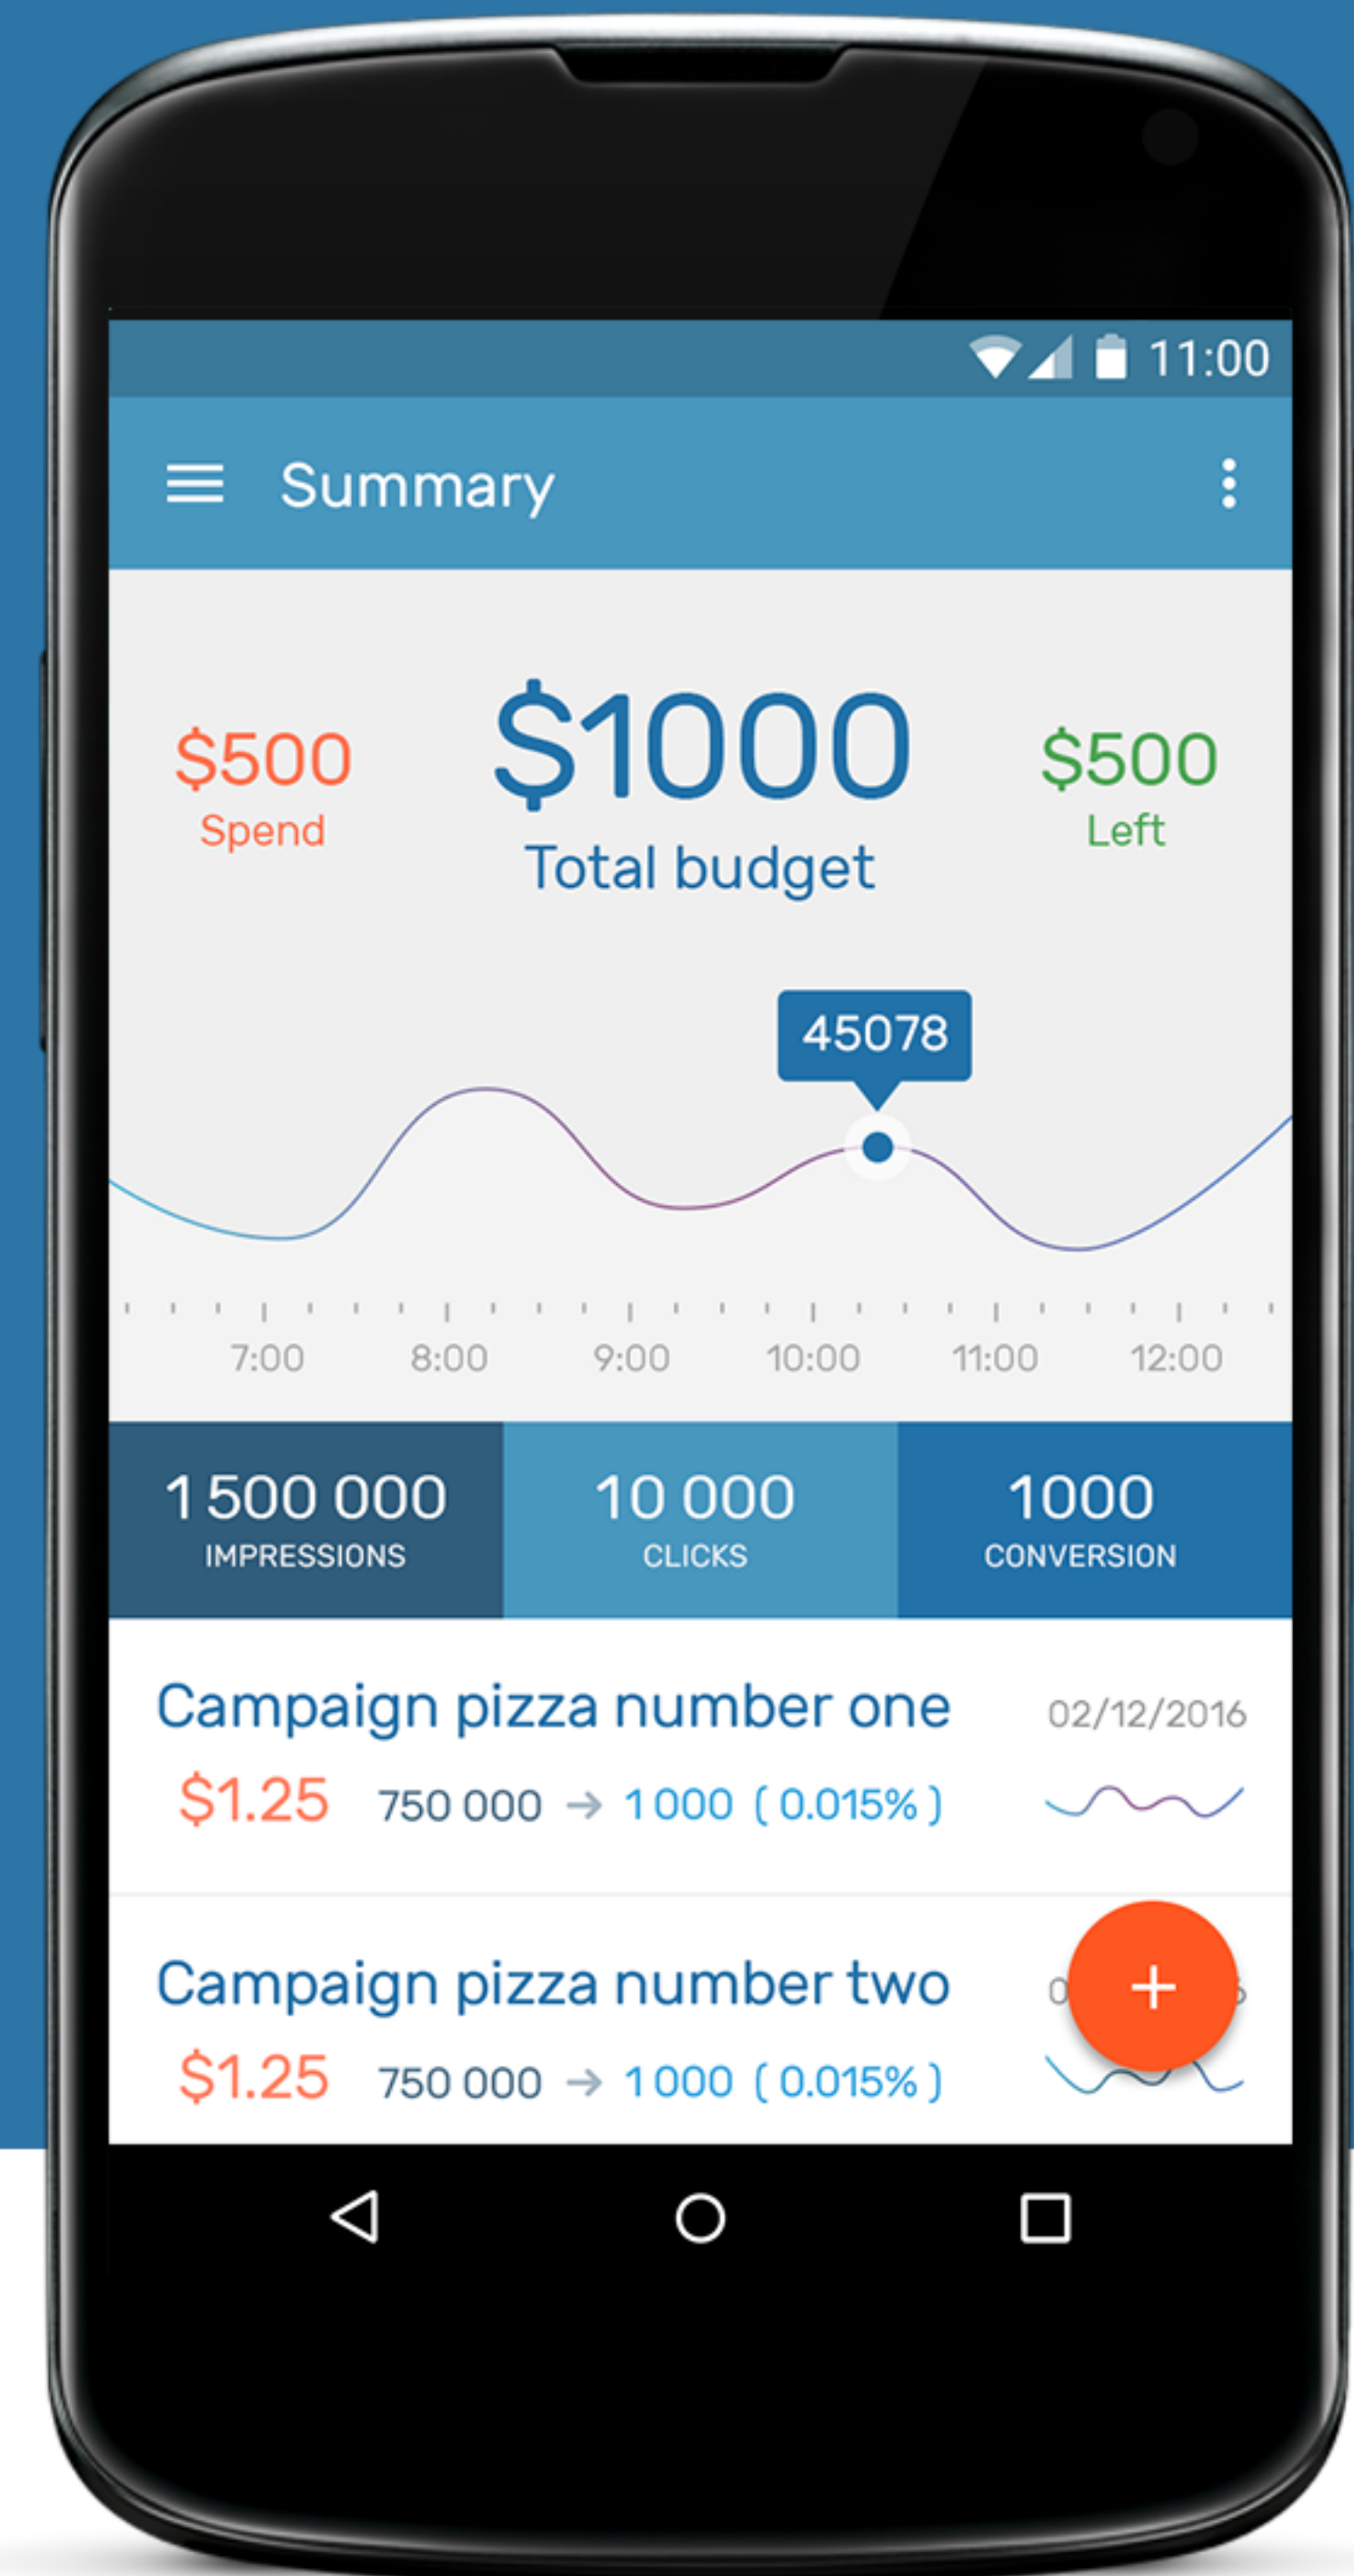 11:00
Summary
$500 $1000 $500
Spend Total budget Left
45078
7:00 8:00 9:00 10:00 11:00 12:00
1 500 000 10 000 1000
IMPRESSIONS CLICKS CONVERSION
Campaign pizza number one 02/12/2016
$1.25 750 000 → 1 000 ( 0.015% )
Campaign pizza number two
$1.25 750 000 → 1 000 ( 0.015% )